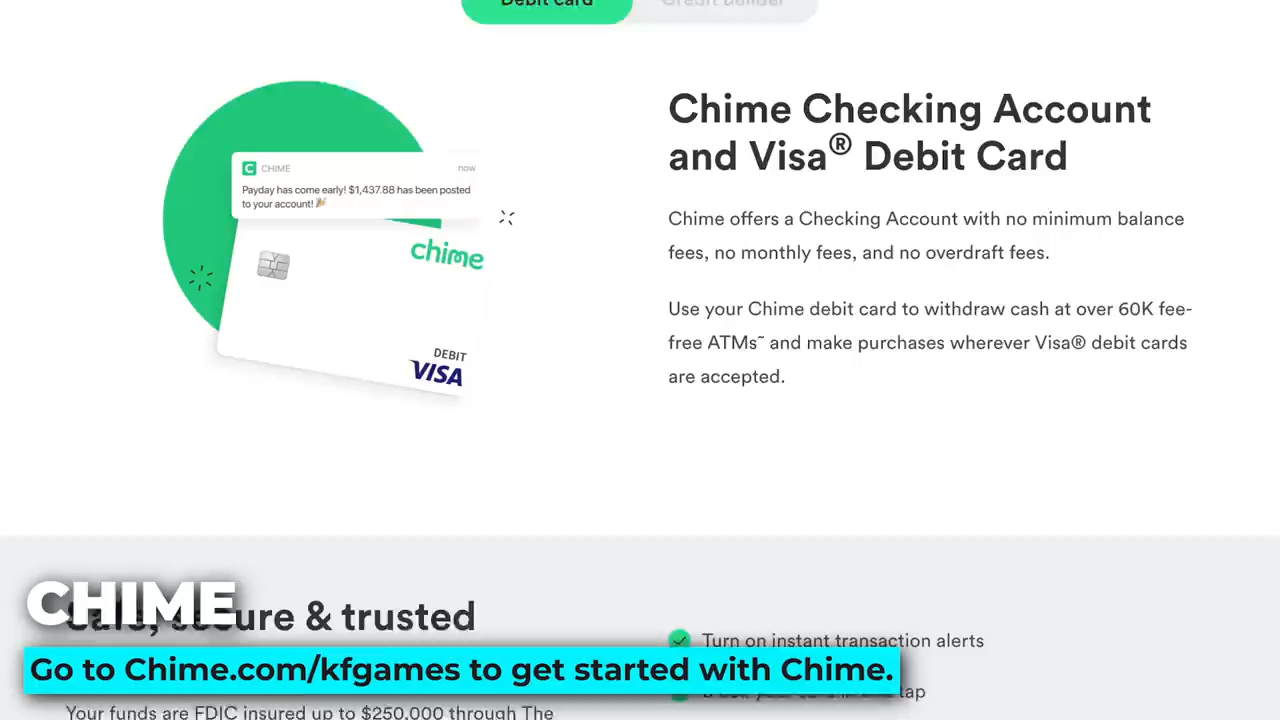 Debit card
Credit builder
Chime Checking Account
and Visa® Debit Card
CHIME
now
Payday has come early! $1,437.88 has been posted
to your account! 🎉
chime
DEBIT
VISA
Chime offers a Checking Account with no minimum balance
fees, no monthly fees, and no overdraft fees.
Use your Chime debit card to withdraw cash at over 60K fee-
free ATMs~ and make purchases wherever Visa® debit cards
are accepted.
CHIME
Safe, secure & trusted
Turn on instant transaction alerts
Go to Chime.com/kfgames to get started with Chime.
tap
Your funds are FDIC insured up to $250,000 through The